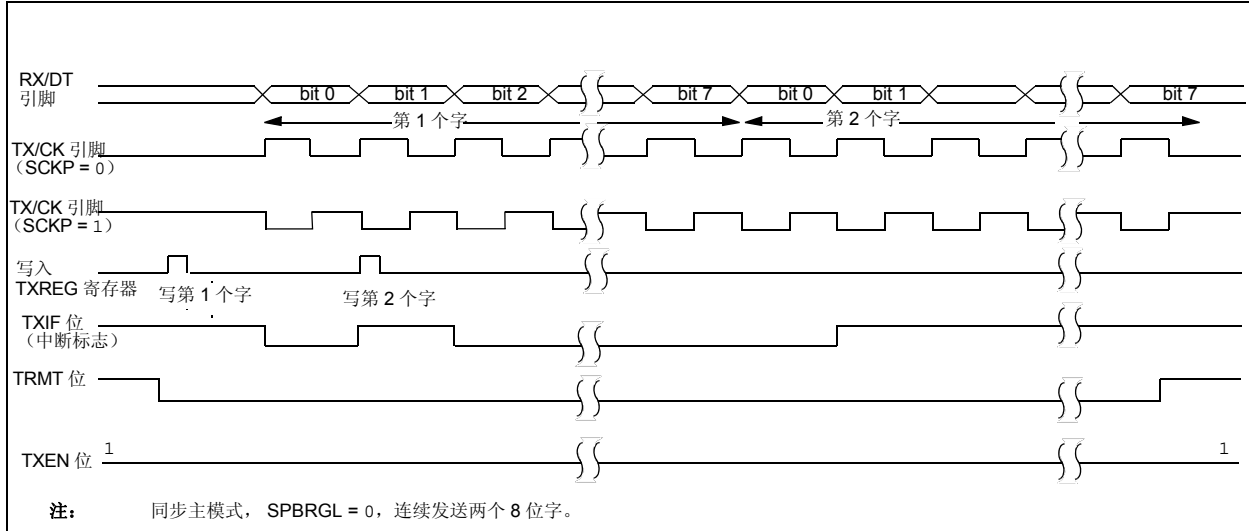 RX/DT
引脚
bit 0 bit 1 bit 2 bit 7 bit 0 bit 1 bit 7
第 1 个字 第 2 个字
TX/CK 引脚
（SCKP = 0）
TX/CK 引脚
（SCKP = 1）
写入
TXREG 寄存器 写第 1 个字 写第 2 个字
TXIF 位
（中断标志）
TRMT 位
TXEN 位 1 1
注： 同步主模式， SPBRGL = 0，连续发送两个 8 位字。